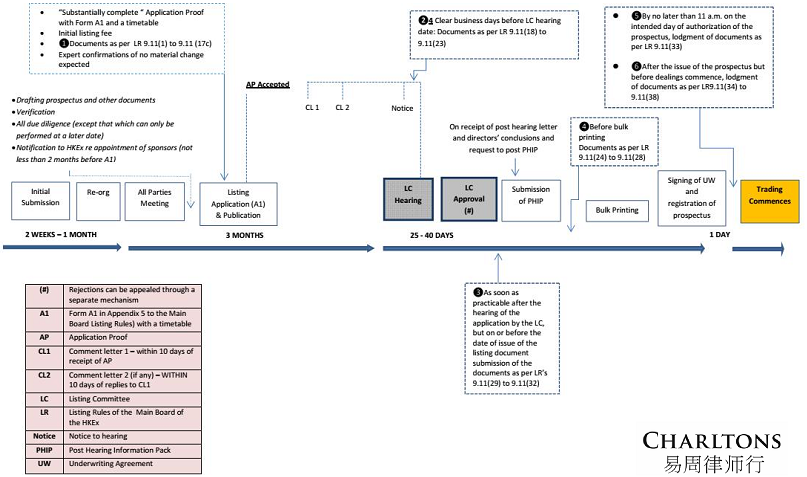 "Substantially complete " Application Proof
with Form A1 and a timetable
Initial listing fee
❶Documents as per LR 9.11(1) to 9.11 (17c)
Expert confirmations of no material change
expected
❷4 Clear business days before LC hearing
date: Documents as per LR 9.11(18) to
9.11(23)
❺By no later than 11 a.m. on the
intended day of authorization of the
prospectus, lodgment of documents as
per LR 9.11(33)
❻After the issue of the prospectus but
before dealings commence, lodgment
of documents as per LR9.11(34) to
9.11(38)
AP Accepted
CL 1
CL 2
Notice
•Drafting prospectus and other documents
•Verification
•All due diligence (except that which can only be
performed at a later date)
•Notification to HKEx re appointment of sponsors (not
less than 2 months before A1)
On receipt of post hearing letter
and directors' conclusions and
request to post PHIP
❹Before bulk
printing
Documents as per LR
9.11(24) to 9.11(28)
Initial
Submission
Re-org
All Parties
Meeting
Listing
Application (A1)
& Publication
LC
Hearing
LC
Approval
(#)
Submission
of PHIP
Bulk Printing
Signing of UW
and
registration of
prospectus
Trading
Commences
2 WEEKS – 1 MONTH
3 MONTHS
25 - 40 DAYS
1 DAY
❸As soon as
practicable after the
hearing of the
application by the LC,
but on or before the
date of issue of the
listing document
submission of the
documents as per LR's
9.11(29) to 9.11(32)
(#) Rejections can be appealed through a
separate mechanism
A1 Form A1 in Appendix 5 to the Main
Board Listing Rules) with a timetable
AP Application Proof
CL1 Comment letter 1 – within 10 days of
receipt of AP
CL2 Comment letter 2 (if any) – WITHIN
10 days of replies to CL1
LC Listing Committee
LR Listing Rules of the Main Board of
the HKEx
Notice Notice to hearing
PHIP Post Hearing Information Pack
UW Underwriting Agreement
CHARLTONS
易周律师行